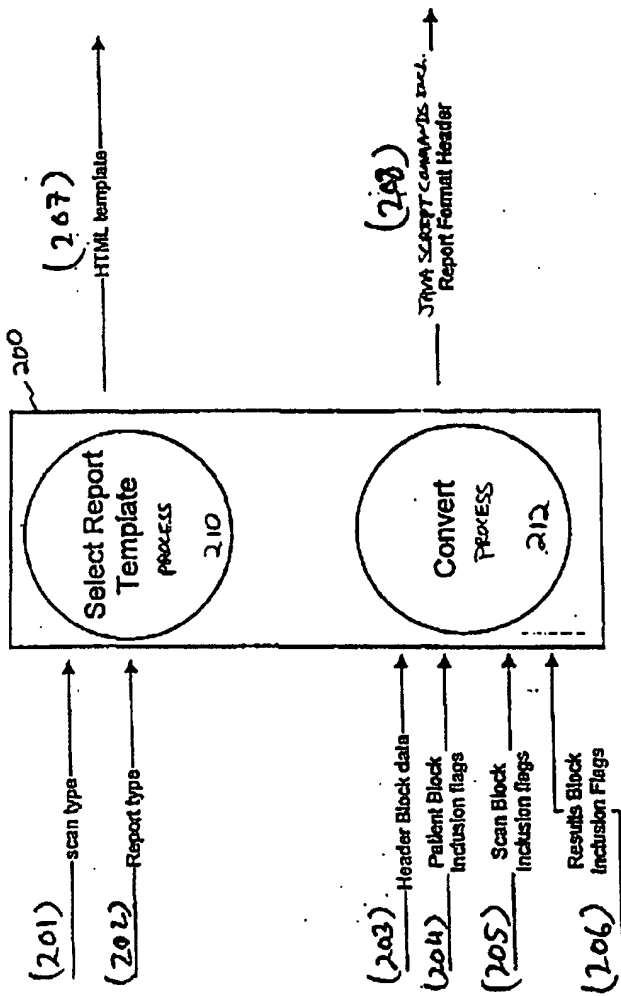 200
(201)
scan type
(202)
Report type
Select Report
Template
PROCESS
210
(207)
HTML template
(203)
Header Block data
(204)
Patient Block
Inclusion flags
(205)
Scan Block
Inclusion flags
(206)
Results Block
Inclusion Flags
Convert
PROCESS
212
(208)
JAVA SCRIPT COMMANDS
Report Format Header